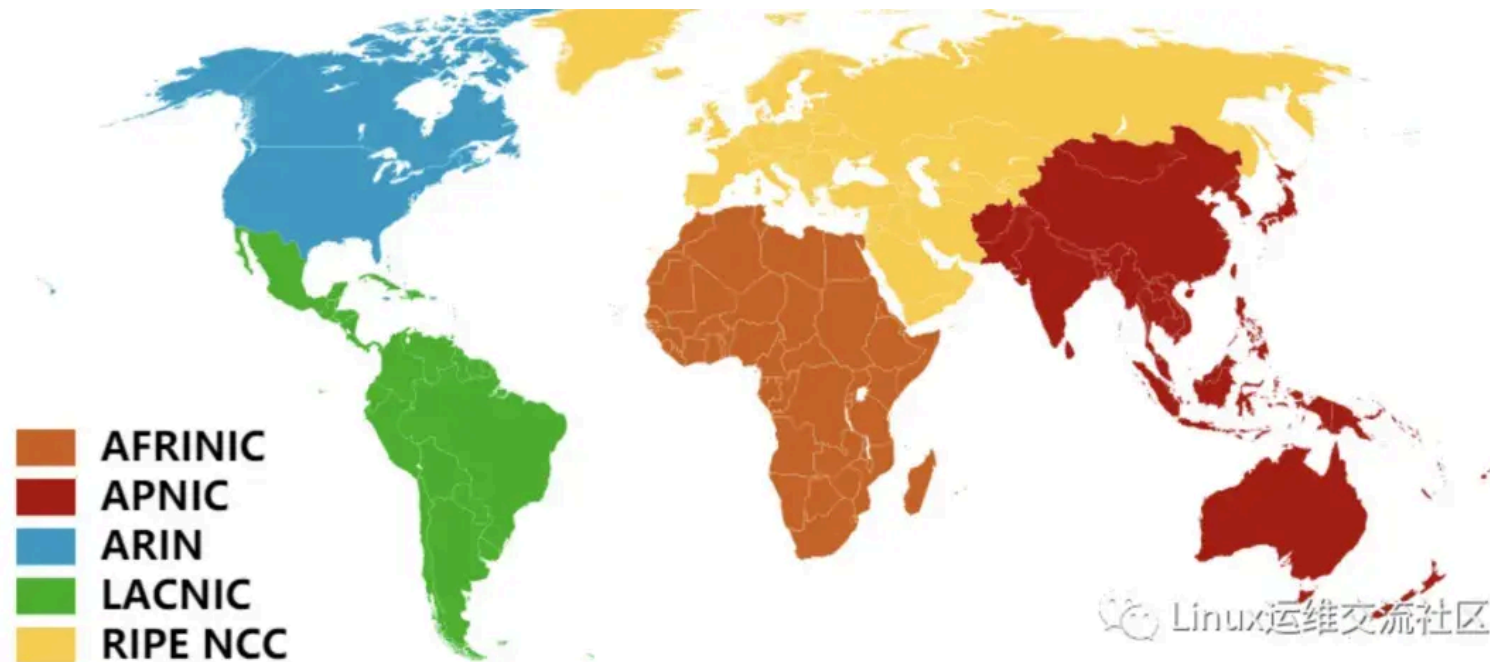 AFRINIC
APNIC
ARIN
LACNIC
RIPE NCC
Linux运维交流社区